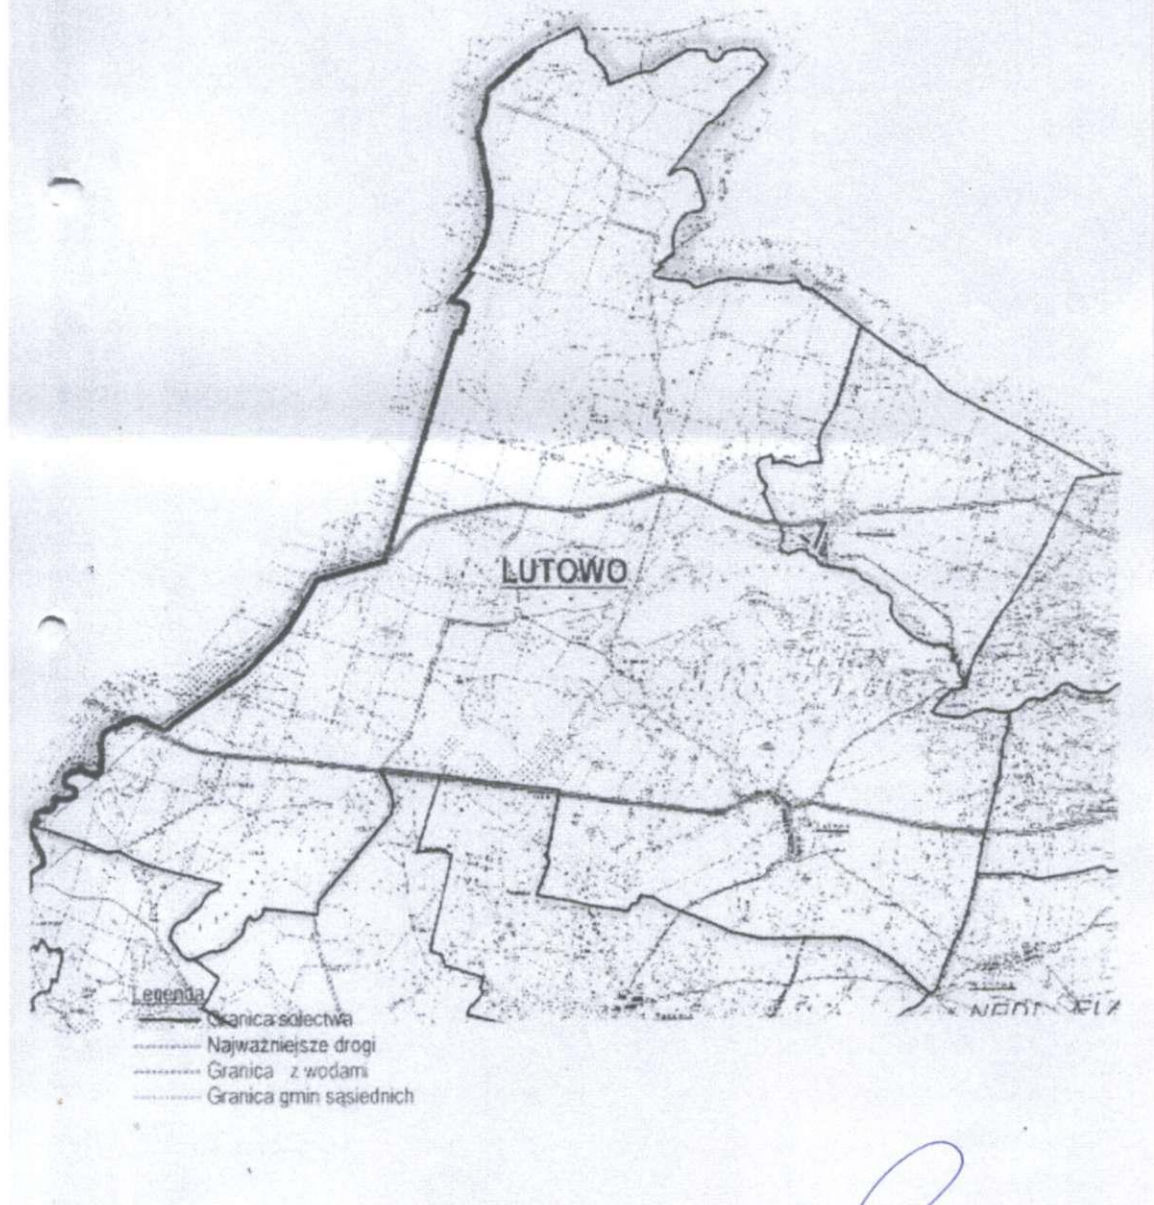 LUTOWO
Legenda
Granica sołectwa
Najważniejsze drogi
Granica z wodami
Granica gmin sąsiednich